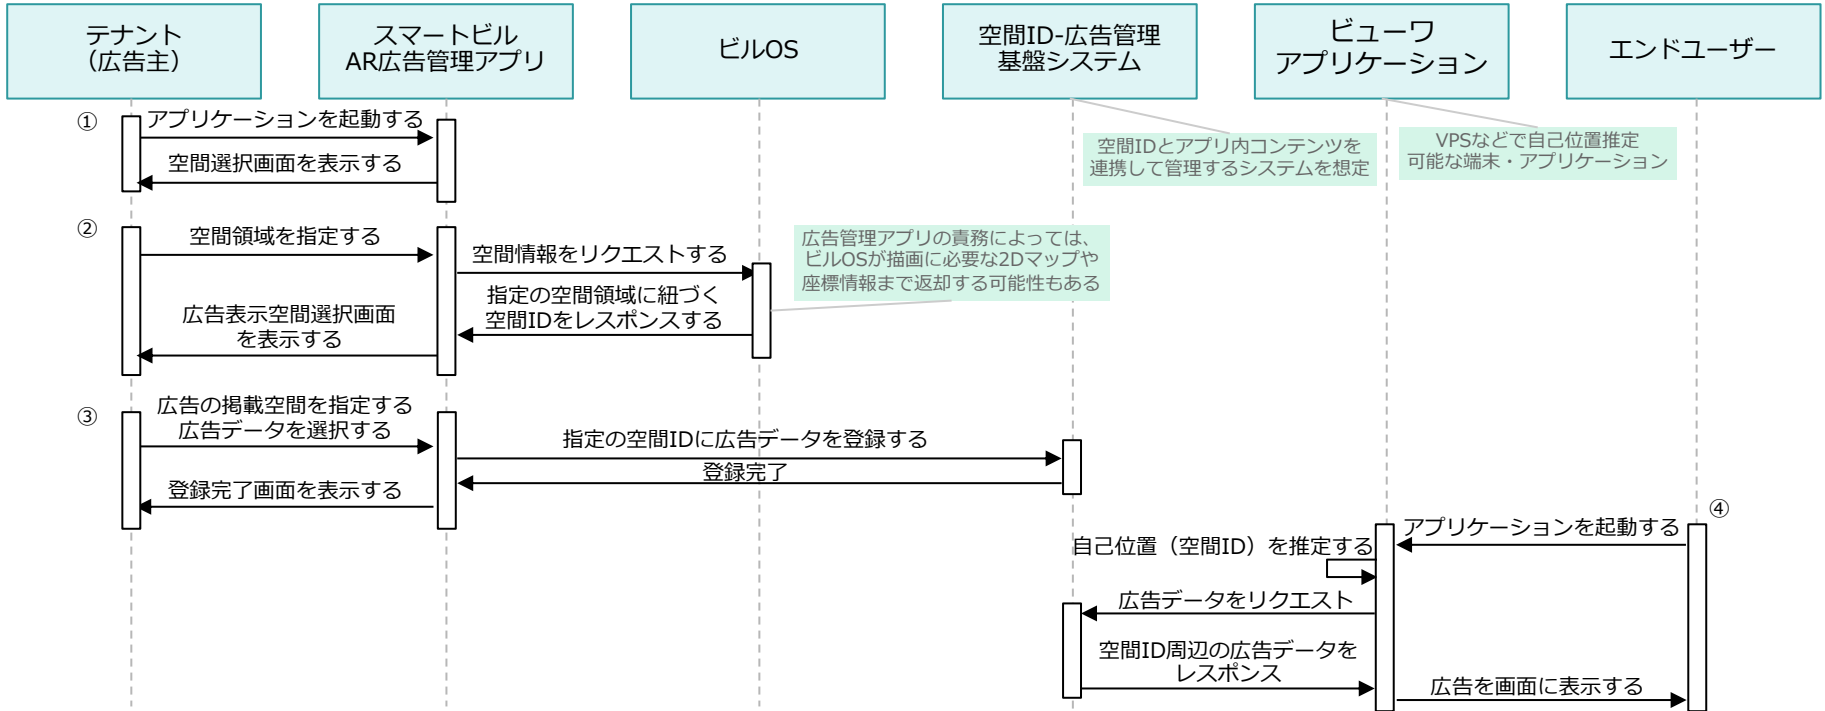 テナント
（広告主）
スマートビル
AR広告管理アプリ
ビルOS
空間ID-広告管理
基盤システム
ビューワ
アプリケーション
エンドユーザー
①
アプリケーションを起動する
空間選択画面を表示する
空間IDとアプリ内コンテンツを
連携して管理するシステムを想定
VPSなどで自己位置推定
可能な端末・アプリケーション
②
空間領域を指定する
空間情報をリクエストする
広告管理アプリの責務によっては、
ビルOSが描画に必要な2Dマップや
座標情報まで返却する可能性もある
指定の空間領域に紐づく
空間IDをレスポンスする
広告表示空間選択画面
を表示する
③
広告の掲載空間を指定する
広告データを選択する
指定の空間IDに広告データを登録する
登録完了
登録完了画面を表示する
④
アプリケーションを起動する
自己位置（空間ID）を推定する
広告データをリクエスト
空間ID周辺の広告データを
レスポンス
広告を画面に表示する